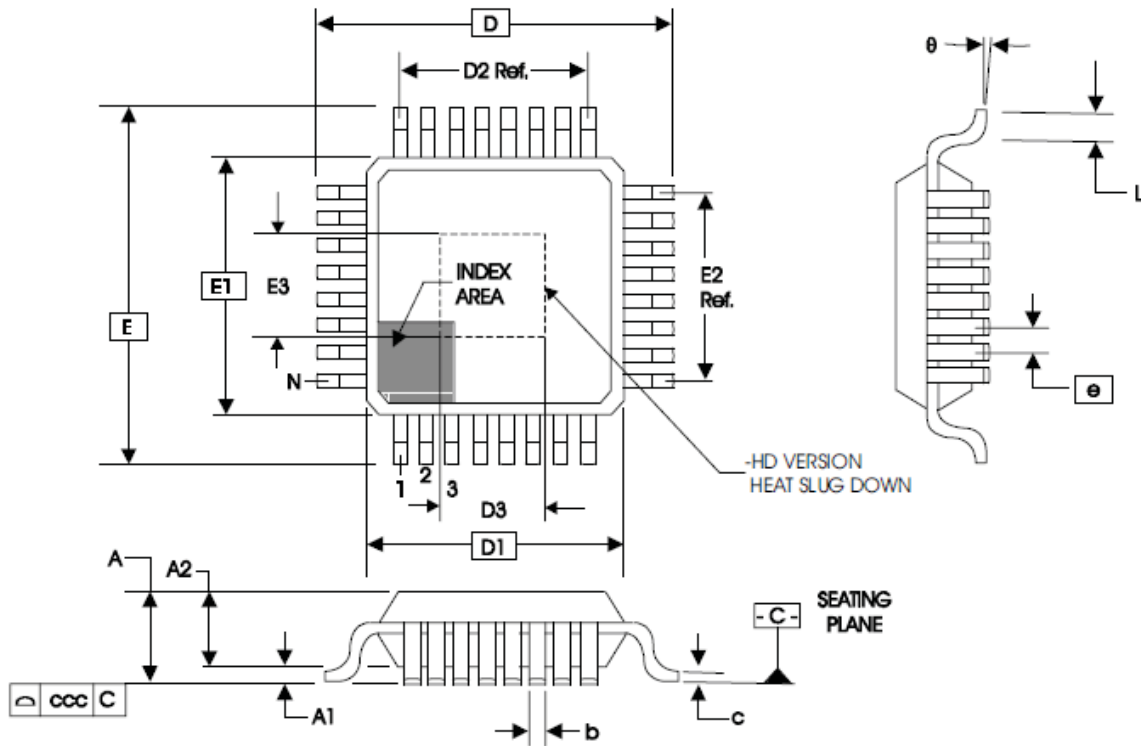 D
D2 Ref.
θ
L
E
E1
E3
INDEX
AREA
E2
Ref.
N
e
1
2
3
D3
D1
-HD VERSION
HEAT SLUG DOWN
A
A2
A1
ccc C
b
c
- C -
SEATING
PLANE